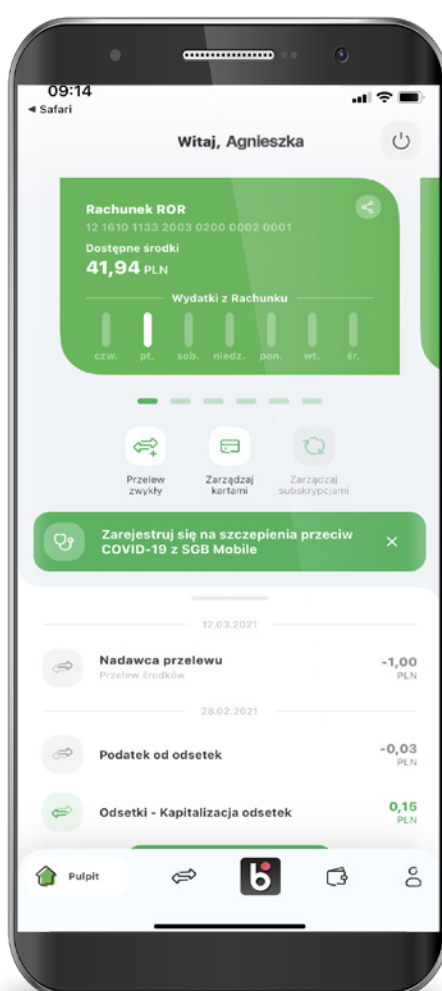 09:14
◄ Safari
Witaj, Agnieszka
Rachunek ROR
12 1610 1133 2003 0200 0002 0001
Dostępne środki
41,94 PLN
Wydatki z Rachunku
czw. pt. sob. niedz. pon. wt. śr.
Przelew
zwykły
Zarządzaj
kartami
Zarządzaj
subskrypcjami
Zarejestruj się na szczepienia przeciw
COVID-19 z SGB Mobile
12.03.2021
Nadawca przelewu
-1,00
Przelew środków
PLN
28.02.2021
Podatek od odsetek
-0,03
PLN
Odsetki - Kapitalizacja odsetek
0,15
PLN
Pulpit